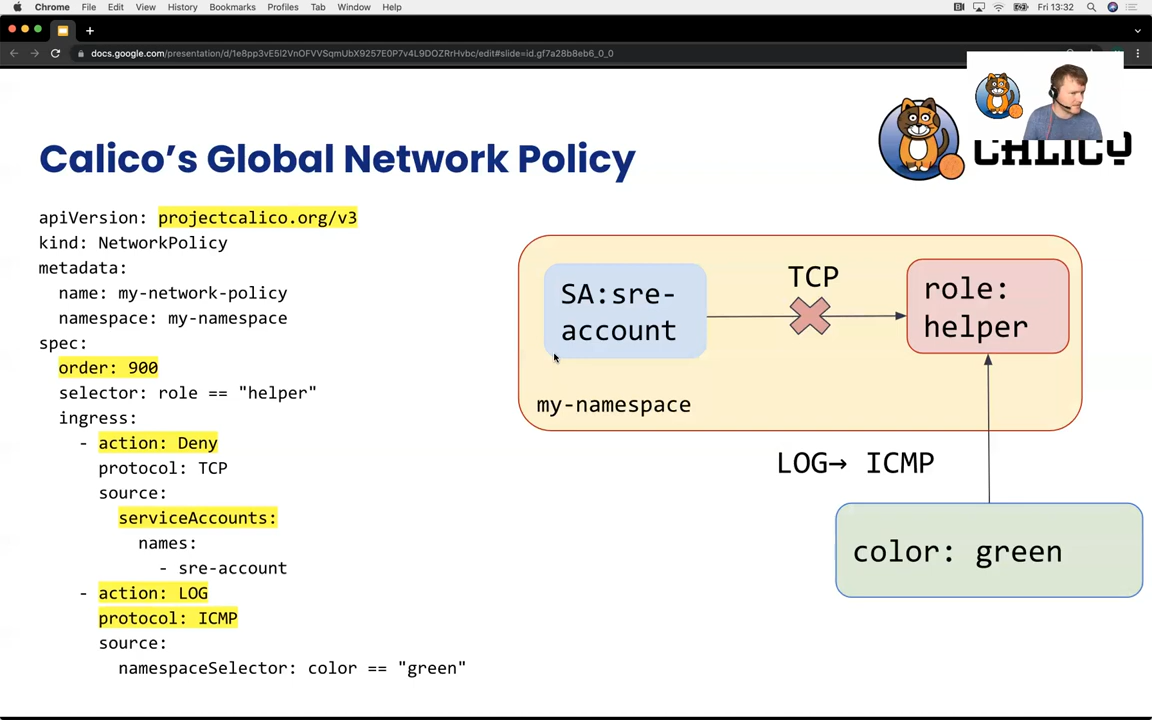 Chrome File Edit View History Bookmarks Profiles Tab Window Help Fri 13:32
docs.google.com/presentation/d/1e8pp3vE5I2VnOFVVSqmUbX9257E0P7v4L9DOZRrHvbc/edit#slide=id.gf7a28b8eb6_0_0
CALICO
Calico's Global Network Policy
apiVersion: projectcalico.org/v3
kind: NetworkPolicy
metadata:
name: my-network-policy
namespace: my-namespace
spec:
order: 900
selector: role == "helper"
ingress:
- action: Deny
protocol: TCP
source:
serviceAccounts:
names:
- sre-account
- action: LOG
protocol: ICMP
source:
namespaceSelector: color == "green"
SA:sre-
account
TCP
role:
helper
my-namespace
LOG→ ICMP
color: green